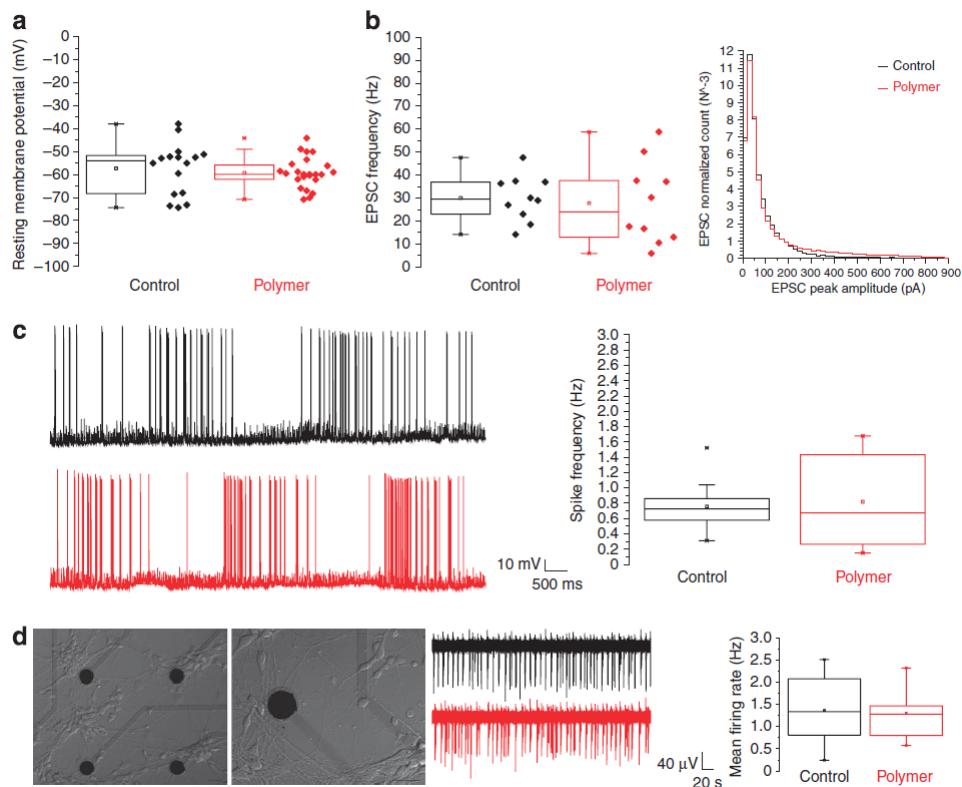 a
Resting membrane potential (mV)
0
−10
−20
−30
−40
−50
−60
−70
−80
−90
−100
Control
Polymer
b
EPSC frequency (Hz)
100
90
80
70
60
50
40
30
20
10
0
Control
Polymer
EPSC normalized count (N^-3)
12
11
10
9
8
7
6
5
4
3
2
1
0
Control
Polymer
0
100
200
300
400
500
600
700
800
900
EPSC peak amplitude (pA)
c
10 mV
500 ms
Spike frequency (Hz)
3.0
2.8
2.6
2.4
2.2
2.0
1.8
1.6
1.4
1.2
1.0
0.8
0.6
0.4
0.2
0
Control
Polymer
d
40 μV
20 s
Mean firing rate (Hz)
3.0
2.5
2.0
1.5
1.0
0.5
0
Control
Polymer